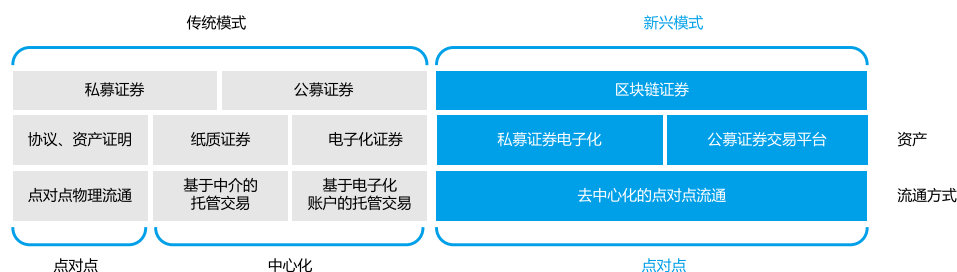 传统模式
新兴模式
私募证券
公募证券
区块链证券
协议、资产证明
纸质证券
电子化证券
私募证券电子化
公募证券交易平台
资产
点对点物理流通
基于中介的
托管交易
基于电子化
账户的托管交易
去中心化的点对点流通
流通方式
点对点
中心化
点对点